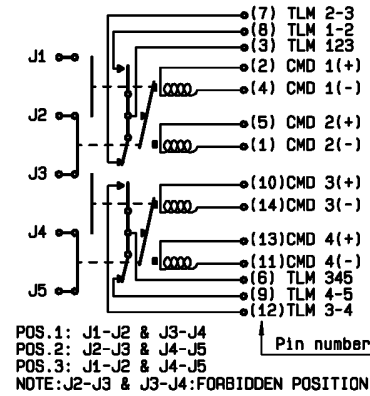 (7) TLM 2-3
(8) TLM 1-2
(3) TLM 123
J1
(2) CMD 1(+)
(4) CMD 1(-)
J2
(5) CMD 2(+)
(1) CMD 2(-)
J3
(10) CMD 3(+)
(14) CMD 3(-)
J4
(13) CMD 4(+)
(11) CMD 4(-)
(6) TLM 345
J5
(9) TLM 4-5
(12) TLM 3-4
POS.1: J1-J2 & J3-J4
POS.2: J2-J3 & J4-J5
POS.3: J1-J2 & J4-J5
Pin number
NOTE:J2-J3 & J3-J4:FORBIDDEN POSITION